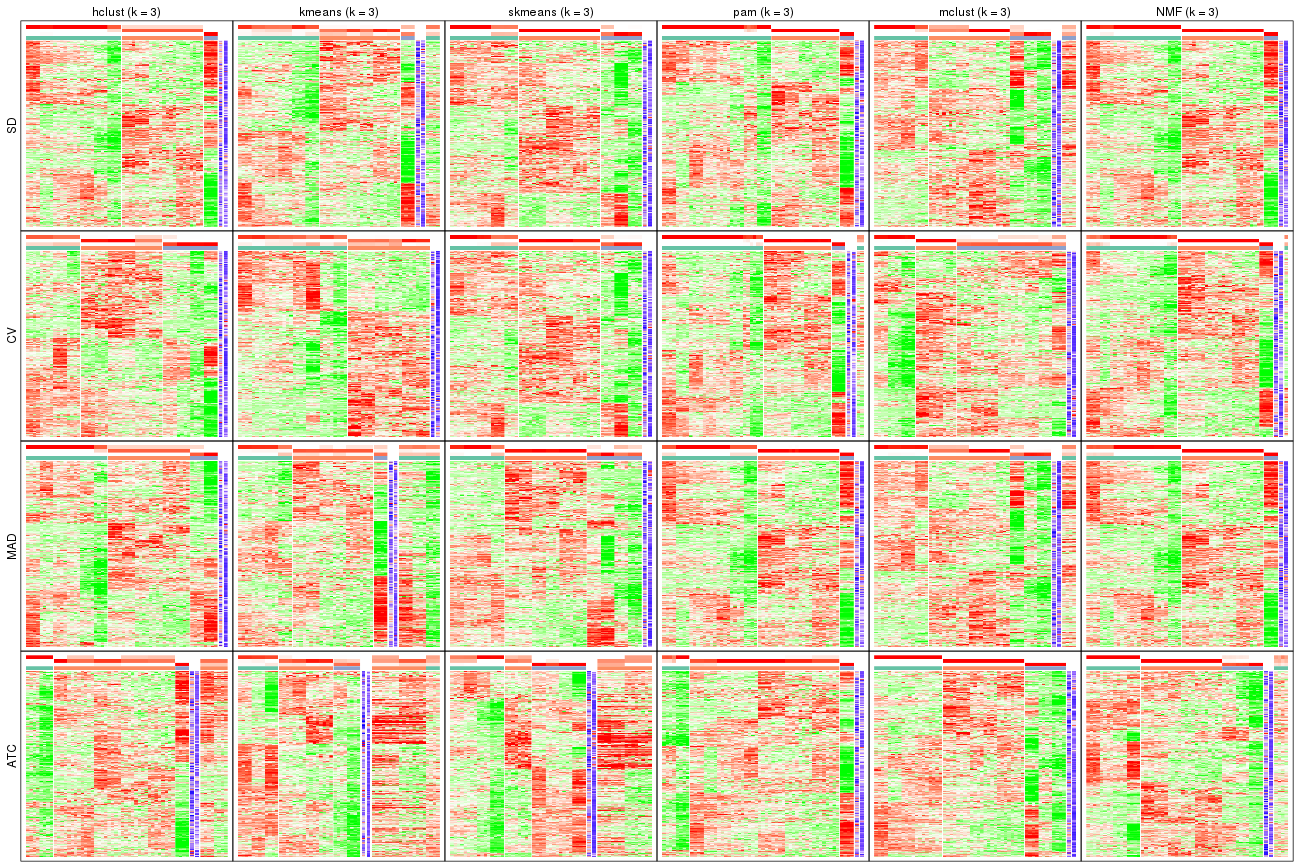 hclust (k = 3) kmeans (k = 3) skmeans (k = 3) pam (k = 3) mclust (k = 3) NMF (k = 3)
SD
CV
MAD
ATC